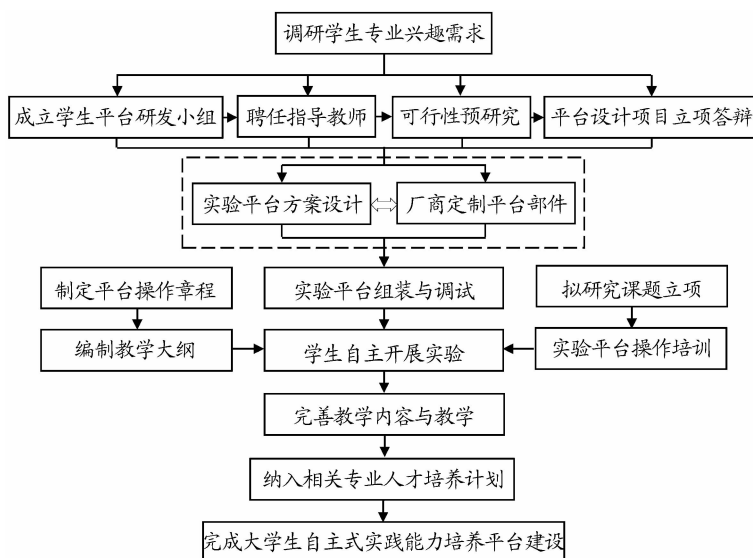 调研学生专业兴趣需求
成立学生平台研发小组
聘任指导教师
可行性预研究
平台设计项目立项答辩
实验平台方案设计
厂商定制平台部件
制定平台操作章程
实验平台组装与调试
拟研究课题立项
编制教学大纲
学生自主开展实验
实验平台操作培训
完善教学内容与教学
纳入相关专业人才培养计划
完成大学生自主式实践能力培养平台建设